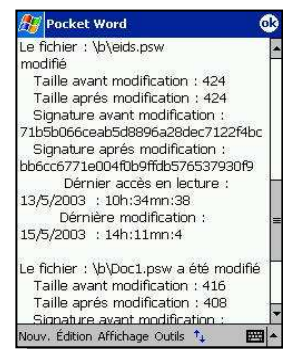 Pocket Word
ok
Le fichier : \b\eids.psw
modifié
Taille avant modification : 424
Taille aprés modification : 424
Signature avant modification :
71b5b066ceab5d8896a28dec7122f4bc
Signature aprés modification :
bb6cc6771e004f0b9ffdb576537930f9
Dérnier accès en lecture :
13/5/2003 : 10h:34mn:38
Dérnière modification :
15/5/2003 : 14h:11mn:4
Le fichier : \b\Doc1.psw a été modifié
Taille avant modification : 416
Taille aprés modification : 408
Signature avant modification :
Nouv. Édition Affichage Outils